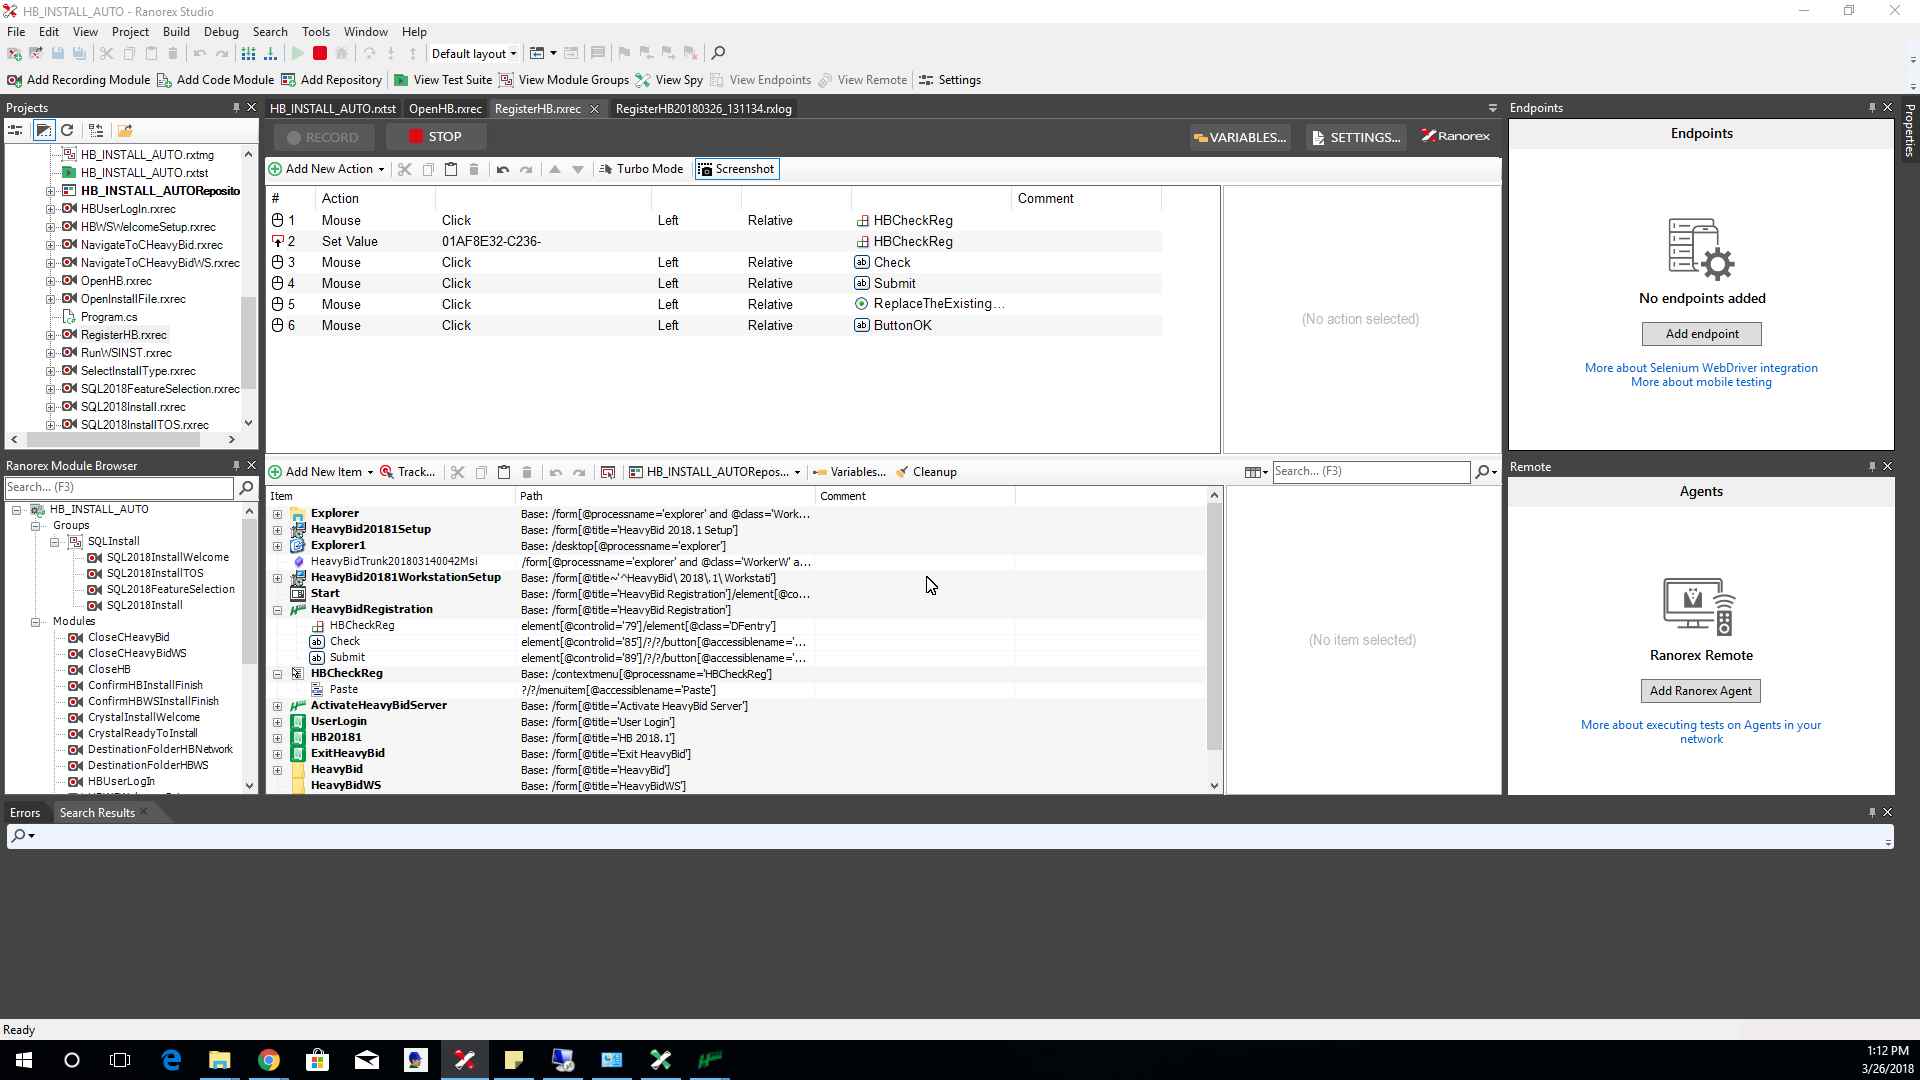 HB_INSTALL_AUTO - Ranorex Studio
File Edit View Project Build Debug Search Tools Window Help
Default layout
Add Recording Module Add Code Module Add Repository View Test Suite View Module Groups View Spy View Endpoints View Remote Settings
Projects
HB_INSTALL_AUTO.rxtmg
HB_INSTALL_AUTO.rxtst
HB_INSTALL_AUTOReposito
HBUserLogIn.rxrec
HBWSWelcomeSetup.rxrec
NavigateToCHeavyBid.rxrec
NavigateToCHeavyBidWS.rxrec
OpenHB.rxrec
OpenInstallFile.rxrec
Program.cs
RegisterHB.rxrec
RunWSINST.rxrec
SelectInstallType.rxrec
SQL2018FeatureSelection.rxrec
SQL2018Install.rxrec
SQL2018InstallTOS.rxrec
Ranorex Module Browser
Search... (F3)
HB_INSTALL_AUTO
Groups
SQLInstall
SQL2018InstallWelcome
SQL2018InstallTOS
SQL2018FeatureSelection
SQL2018Install
Modules
CloseCHeavyBid
CloseCHeavyBidWS
CloseHB
ConfirmHBInstallFinish
ConfirmHBWSInstallFinish
CrystalInstallWelcome
CrystalReadyToInstall
DestinationFolderHBNetwork
DestinationFolderHBWS
HBUserLogIn
HB_INSTALL_AUTO.rxtst OpenHB.rxrec RegisterHB.rxrec RegisterHB20180326_131134.rxlog
RECORD STOP VARIABLES... SETTINGS... Ranorex
Add New Action Turbo Mode Screenshot
# Action Comment
1 Mouse Click Left Relative HBCheckReg
2 Set Value 01AF8E32-C236- HBCheckReg
3 Mouse Click Left Relative Check
4 Mouse Click Left Relative Submit
5 Mouse Click Left Relative ReplaceTheExisting...
6 Mouse Click Left Relative ButtonOK
(No action selected)
Add New Item Track... HB_INSTALL_AUTORepos... Variables... Cleanup Search... (F3)
Item Path Comment
Explorer Base: /form[@processname='explorer' and @class='Work...
HeavyBid20181Setup Base: /form[@title='HeavyBid 2018.1 Setup']
Explorer1 Base: /desktop[@processname='explorer']
HeavyBidTrunk201803140042Msi /form[@processname='explorer' and @class='WorkerW' a...
HeavyBid20181WorkstationSetup Base: /form[@title~'^HeavyBid\ 2018\.1\ Workstati']
Start Base: /form[@title='HeavyBid Registration']/element[@co...
HeavyBidRegistration Base: /form[@title='HeavyBid Registration']
HBCheckReg element[@controlid='79']/element[@class='DFentry']
Check element[@controlid='85']/?/?/button[@accessiblename='...
Submit element[@controlid='89']/?/?/button[@accessiblename='...
HBCheckReg Base: /contextmenu[@processname='HBCheckReg']
Paste ?/?/menuitem[@accessiblename='Paste']
ActivateHeavyBidServer Base: /form[@title='Activate HeavyBid Server']
UserLogin Base: /form[@title='User Login']
HB20181 Base: /form[@title='HB 2018.1']
ExitHeavyBid Base: /form[@title='Exit HeavyBid']
HeavyBid Base: /form[@title='HeavyBid']
HeavyBidWS Base: /form[@title='HeavyBidWS']
(No item selected)
Endpoints
Endpoints
No endpoints added
Add endpoint
More about Selenium WebDriver integration
More about mobile testing
Remote
Agents
Ranorex Remote
Add Ranorex Agent
More about executing tests on Agents in your
network
Properties
Errors Search Results
Ready
1:12 PM
3/26/2018